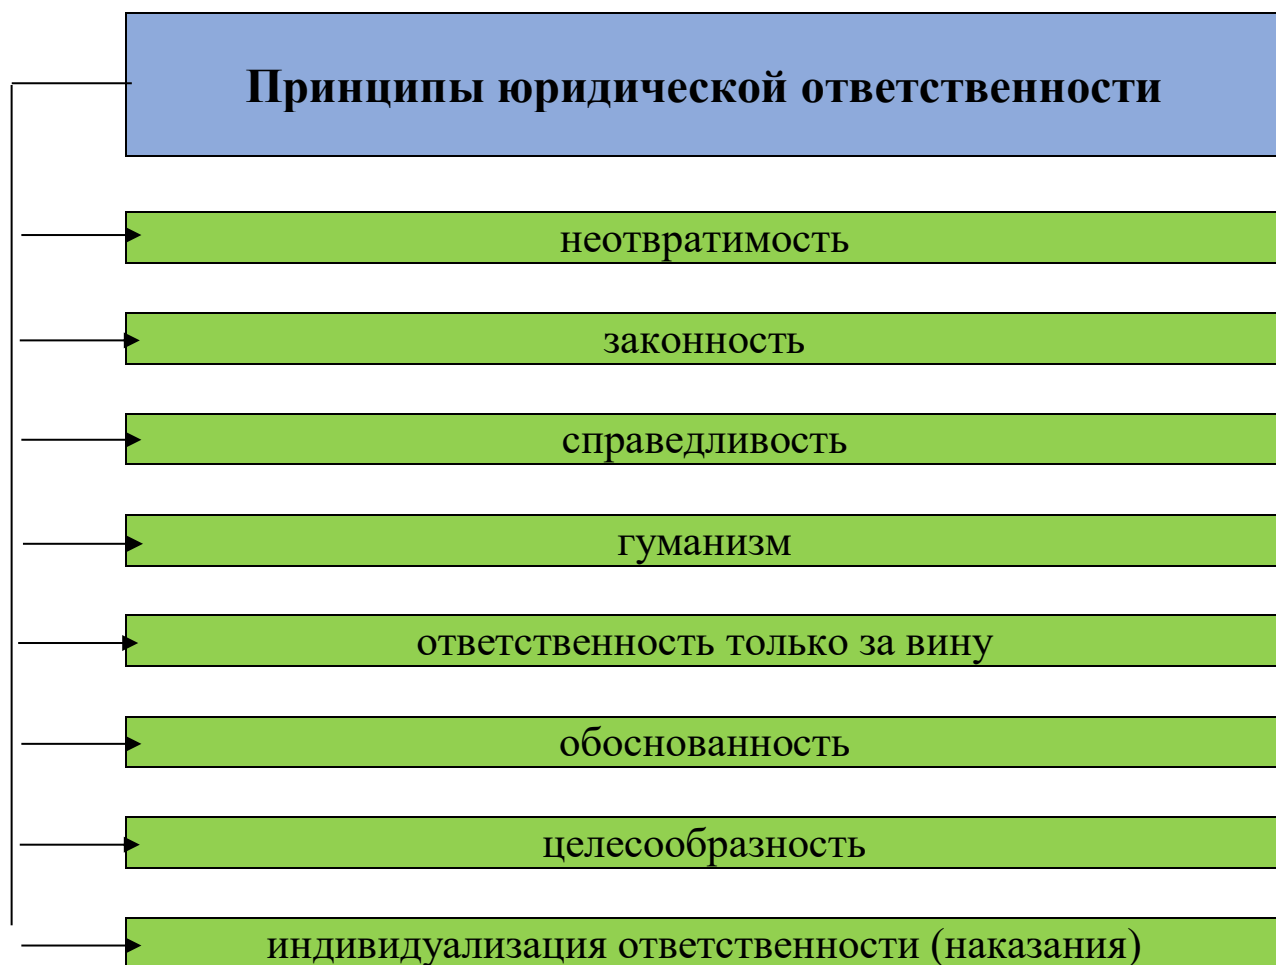 Принципы юридической ответственности
неотвратимость
законность
справедливость
гуманизм
ответственность только за вину
обоснованность
целесообразность
индивидуализация ответственности (наказания)